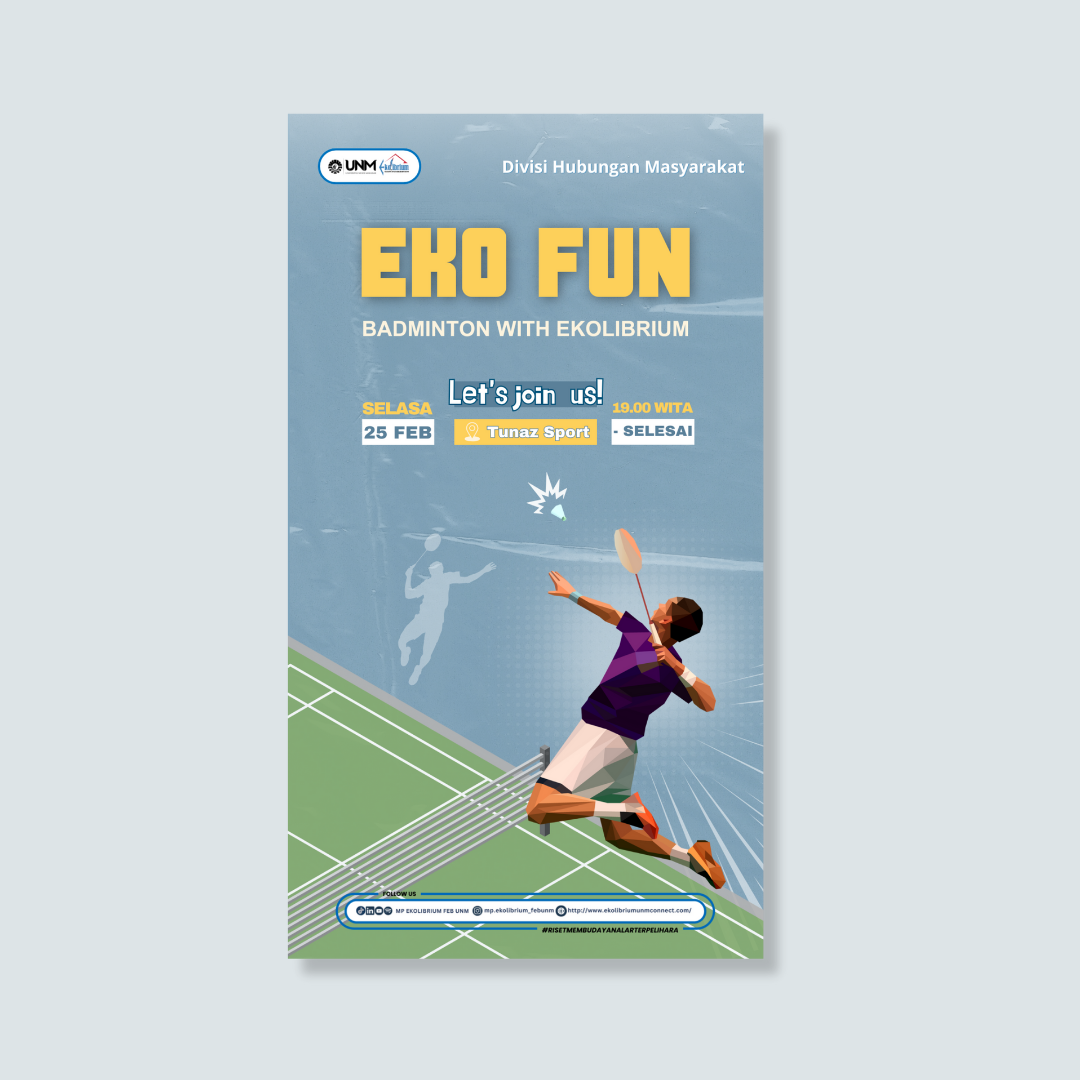 UNM Ekolibrium
Divisi Hubungan Masyarakat
EKO FUN
BADMINTON WITH EKOLIBRIUM
Let's join us!
SELASA
25 FEB
Tunaz Sport
19.00 WITA
- SELESAI
FOLLOW US
MP EKOLIBRIUM FEB UNM mp.ekolibrium_febunm http://www.ekolibriumunmconnect.com/
#RISETMEMBUDAYANALARTERPELIHARA